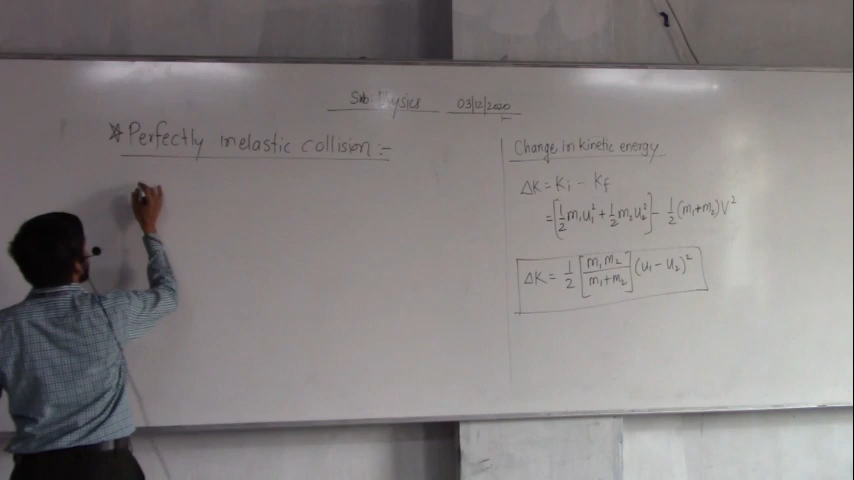 Sub: Physics 03/12/2020
* Perfectly inelastic collision :-
Change in kinetic energy
ΔK = Ki - Kf
= [1/2 m₁u₁² + 1/2 m₂u₂²] - 1/2 (m₁+m₂)V²
ΔK = 1/2 [m₁m₂/m₁+m₂] (u₁-u₂)²